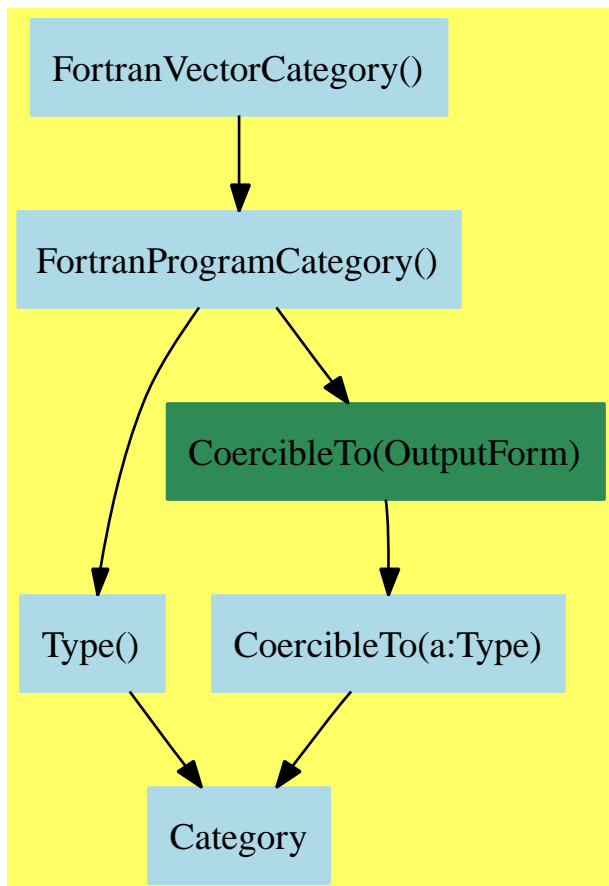 FortranVectorCategory()
FortranProgramCategory()
CoercibleTo(OutputForm)
Type()
CoercibleTo(a:Type)
Category